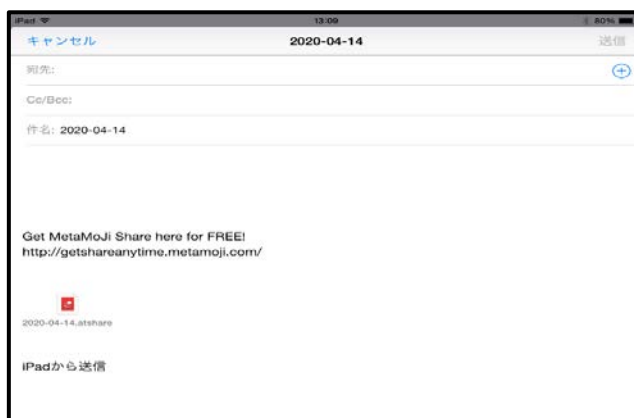 iPad
13:09
80%
キャンセル
2020-04-14
送信
宛先:
Cc/Bcc:
件名: 2020-04-14
Get MetaMoJi Share here for FREE!
http://getshareanytime.metamoji.com/
2020-04-14.atshare
iPadから送信